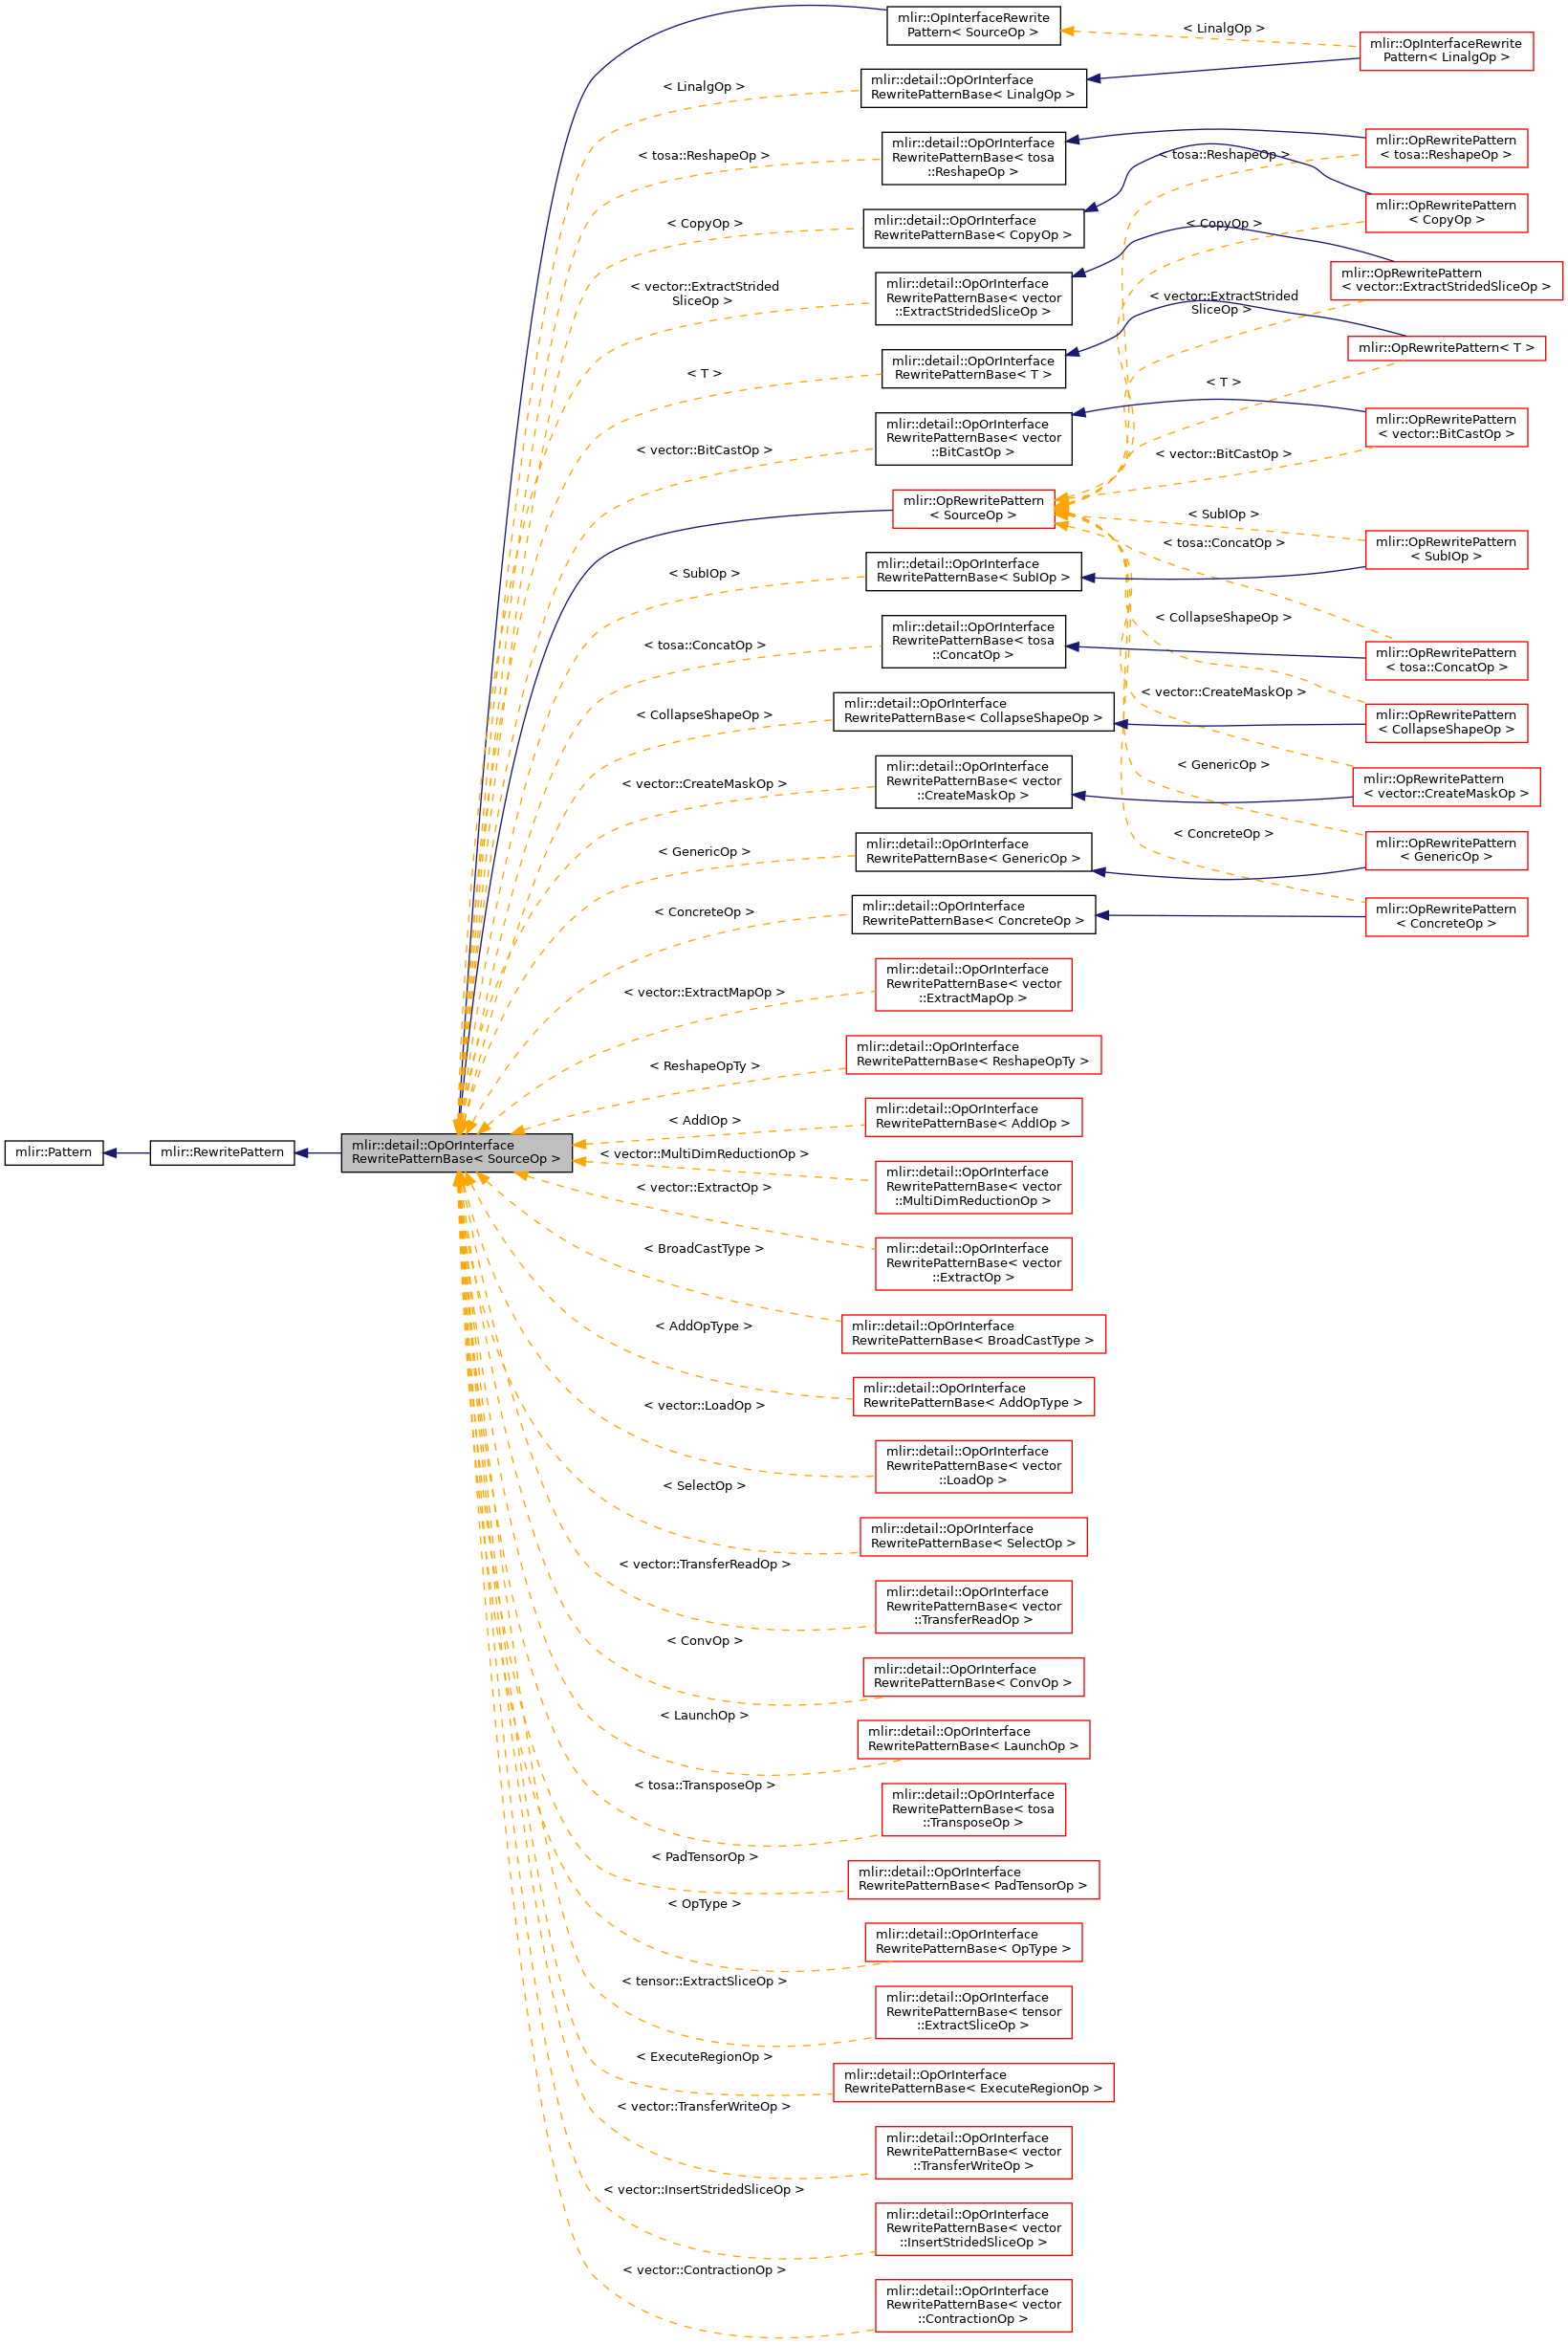 mlir::Pattern
mlir::RewritePattern
mlir::detail::OpOrInterface
RewritePatternBase< SourceOp >
< LinalgOp >
< tosa::ReshapeOp >
< CopyOp >
< vector::ExtractStrided
SliceOp >
< T >
< vector::BitCastOp >
< SubIOp >
< tosa::ConcatOp >
< CollapseShapeOp >
< vector::CreateMaskOp >
< GenericOp >
< ConcreteOp >
< vector::ExtractMapOp >
< ReshapeOpTy >
< AddIOp >
< vector::MultiDimReductionOp >
< vector::ExtractOp >
< BroadCastType >
< AddOpType >
< vector::LoadOp >
< SelectOp >
< vector::TransferReadOp >
< ConvOp >
< LaunchOp >
< tosa::TransposeOp >
< PadTensorOp >
< OpType >
< tensor::ExtractSliceOp >
< ExecuteRegionOp >
< vector::TransferWriteOp >
< vector::InsertStridedSliceOp >
< vector::ContractionOp >
mlir::OpInterfaceRewrite
Pattern< SourceOp >
mlir::detail::OpOrInterface
RewritePatternBase< LinalgOp >
mlir::detail::OpOrInterface
RewritePatternBase< tosa
::ReshapeOp >
mlir::detail::OpOrInterface
RewritePatternBase< CopyOp >
mlir::detail::OpOrInterface
RewritePatternBase< vector
::ExtractStridedSliceOp >
mlir::detail::OpOrInterface
RewritePatternBase< T >
mlir::detail::OpOrInterface
RewritePatternBase< vector
::BitCastOp >
mlir::OpRewritePattern
< SourceOp >
mlir::detail::OpOrInterface
RewritePatternBase< SubIOp >
mlir::detail::OpOrInterface
RewritePatternBase< tosa
::ConcatOp >
mlir::detail::OpOrInterface
RewritePatternBase< CollapseShapeOp >
mlir::detail::OpOrInterface
RewritePatternBase< vector
::CreateMaskOp >
mlir::detail::OpOrInterface
RewritePatternBase< GenericOp >
mlir::detail::OpOrInterface
RewritePatternBase< ConcreteOp >
mlir::detail::OpOrInterface
RewritePatternBase< vector
::ExtractMapOp >
mlir::detail::OpOrInterface
RewritePatternBase< ReshapeOpTy >
mlir::detail::OpOrInterface
RewritePatternBase< AddIOp >
mlir::detail::OpOrInterface
RewritePatternBase< vector
::MultiDimReductionOp >
mlir::detail::OpOrInterface
RewritePatternBase< vector
::ExtractOp >
mlir::detail::OpOrInterface
RewritePatternBase< BroadCastType >
mlir::detail::OpOrInterface
RewritePatternBase< AddOpType >
mlir::detail::OpOrInterface
RewritePatternBase< vector
::LoadOp >
mlir::detail::OpOrInterface
RewritePatternBase< SelectOp >
mlir::detail::OpOrInterface
RewritePatternBase< vector
::TransferReadOp >
mlir::detail::OpOrInterface
RewritePatternBase< ConvOp >
mlir::detail::OpOrInterface
RewritePatternBase< LaunchOp >
mlir::detail::OpOrInterface
RewritePatternBase< tosa
::TransposeOp >
mlir::detail::OpOrInterface
RewritePatternBase< PadTensorOp >
mlir::detail::OpOrInterface
RewritePatternBase< OpType >
mlir::detail::OpOrInterface
RewritePatternBase< tensor
::ExtractSliceOp >
mlir::detail::OpOrInterface
RewritePatternBase< ExecuteRegionOp >
mlir::detail::OpOrInterface
RewritePatternBase< vector
::TransferWriteOp >
mlir::detail::OpOrInterface
RewritePatternBase< vector
::InsertStridedSliceOp >
mlir::detail::OpOrInterface
RewritePatternBase< vector
::ContractionOp >
< LinalgOp >
< tosa::ReshapeOp >
< CopyOp >
< vector::ExtractStrided
SliceOp >
< T >
< vector::BitCastOp >
< SubIOp >
< tosa::ConcatOp >
< CollapseShapeOp >
< vector::CreateMaskOp >
< GenericOp >
< ConcreteOp >
mlir::OpInterfaceRewrite
Pattern< LinalgOp >
mlir::OpRewritePattern
< tosa::ReshapeOp >
mlir::OpRewritePattern
< CopyOp >
mlir::OpRewritePattern
< vector::ExtractStridedSliceOp >
mlir::OpRewritePattern< T >
mlir::OpRewritePattern
< vector::BitCastOp >
mlir::OpRewritePattern
< SubIOp >
mlir::OpRewritePattern
< tosa::ConcatOp >
mlir::OpRewritePattern
< CollapseShapeOp >
mlir::OpRewritePattern
< vector::CreateMaskOp >
mlir::OpRewritePattern
< GenericOp >
mlir::OpRewritePattern
< ConcreteOp >